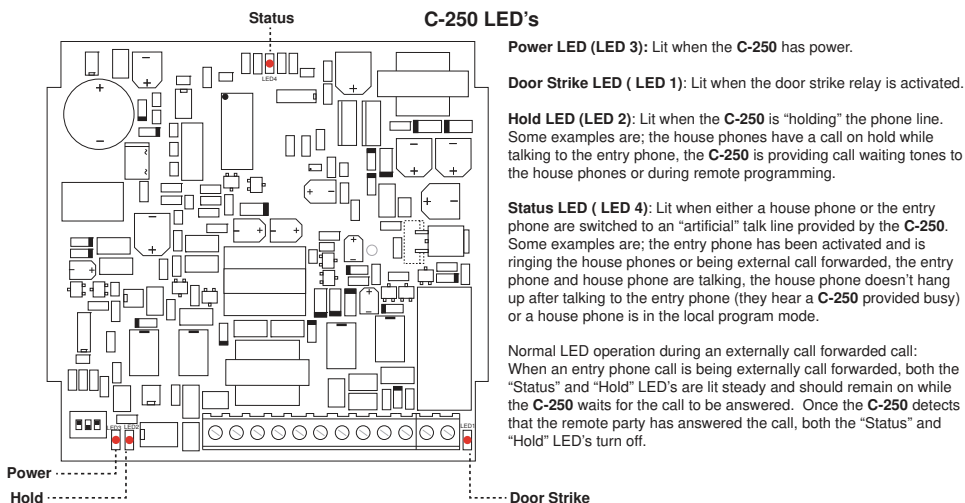 Status
C-250 LED's
Power LED (LED 3): Lit when the C-250 has power.
Door Strike LED ( LED 1): Lit when the door strike relay is activated.
Hold LED (LED 2): Lit when the C-250 is “holding” the phone line.
Some examples are; the house phones have a call on hold while
talking to the entry phone, the C-250 is providing call waiting tones to
the house phones or during remote programming.
Status LED ( LED 4): Lit when either a house phone or the entry
phone are switched to an “artificial” talk line provided by the C-250.
Some examples are; the entry phone has been activated and is
ringing the house phones or being external call forwarded, the entry
phone and house phone are talking, the house phone doesn’t hang
up after talking to the entry phone (they hear a C-250 provided busy)
or a house phone is in the local program mode.
Normal LED operation during an externally call forwarded call:
When an entry phone call is being externally call forwarded, both the
“Status” and “Hold” LED’s are lit steady and should remain on while
the C-250 waits for the call to be answered.  Once the C-250 detects
that the remote party has answered the call, both the “Status” and
“Hold” LED’s turn off.
LED4
LED3
LED2
LED1
Power
Hold
Door Strike